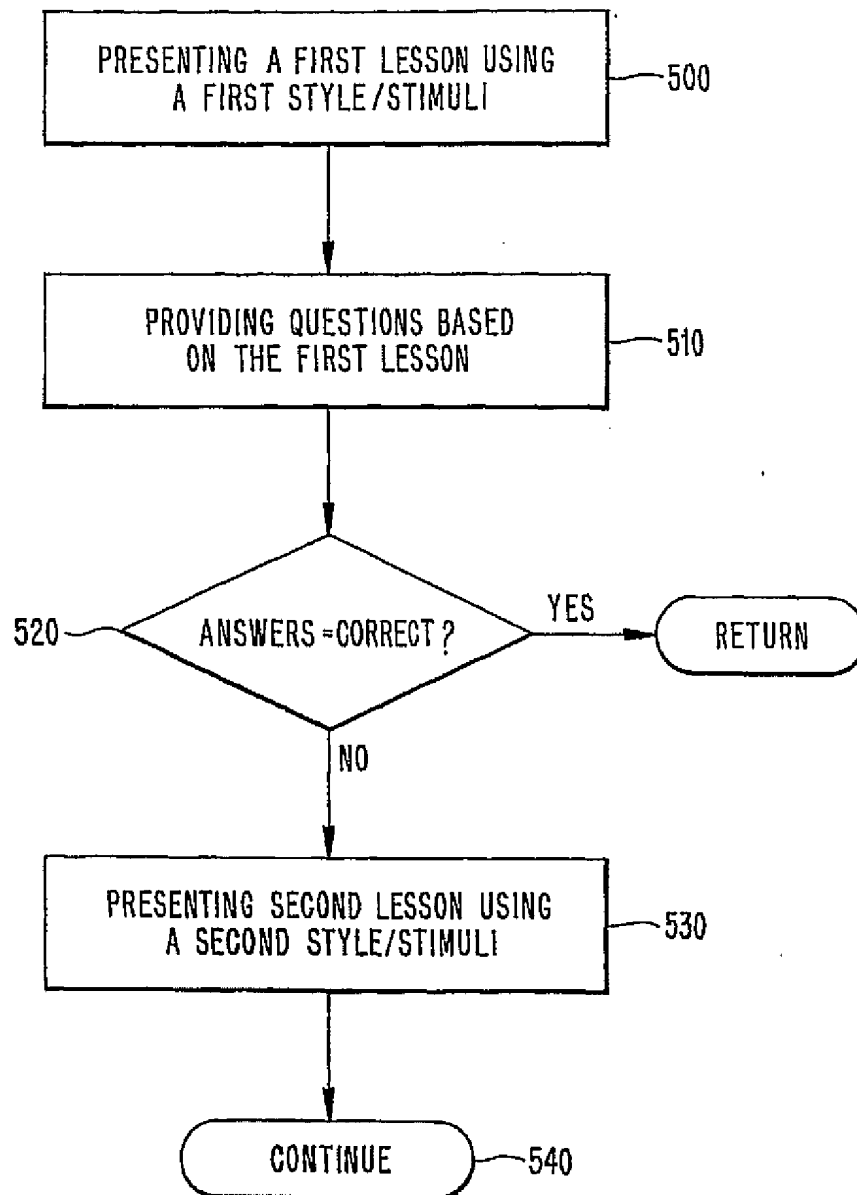 PRESENTING A FIRST LESSON USING
A FIRST STYLE/STIMULI
500
PROVIDING QUESTIONS BASED
ON THE FIRST LESSON
510
520
ANSWERS=CORRECT?
YES
RETURN
NO
PRESENTING SECOND LESSON USING
A SECOND STYLE/STIMULI
530
CONTINUE
540